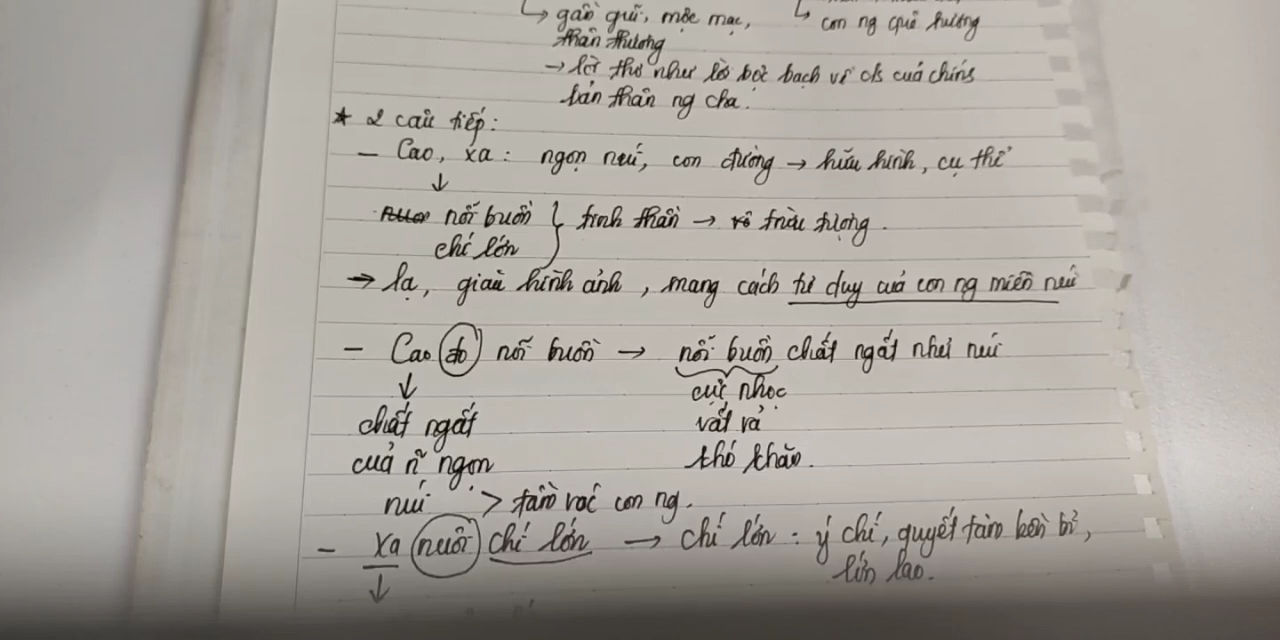 ↳ gần gũi, mộc mạc, ↳ con ng quê hương
thân thương
→ lời thơ như lời bộc bạch về cs của chính
bản thân ng cha.
* 2 câu tiếp:
- Cao, xa: ngọn núi, con đường → hữu hình, cụ thể
↓
nỗi buồn } tinh thần → trừu tượng.
chí lớn
→ lạ, giàu hình ảnh, mang cách tư duy của con ng miền núi
- Cao đo nỗi buồn → nỗi buồn chất ngất như núi
↓ cực nhọc
chất ngất vất vả
của n~ ngọn khó khăn.
núi > tầm vóc con ng.
- Xa nuôi chí lớn → chí lớn: ý chí, quyết tâm bền bỉ,
↓ lớn lao.